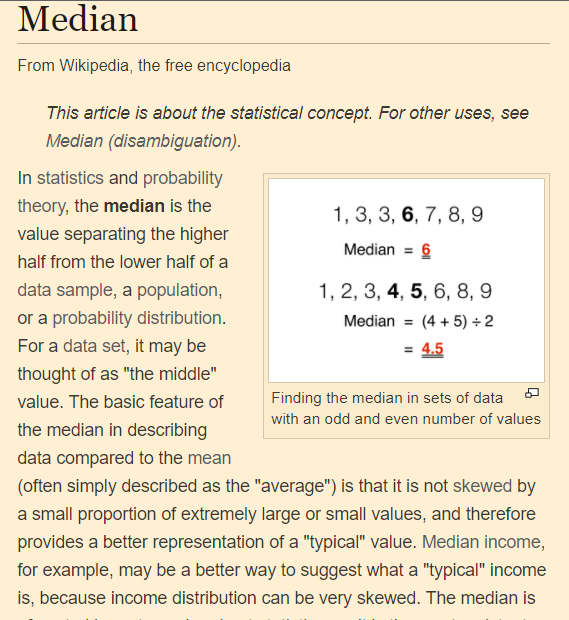 Median
From Wikipedia, the free encyclopedia
This article is about the statistical concept. For other uses, see
Median (disambiguation).
In statistics and probability
theory, the median is the
value separating the higher
half from the lower half of a
data sample, a population,
or a probability distribution.
For a data set, it may be
thought of as "the middle"
value. The basic feature of
the median in describing
data compared to the mean
(often simply described as the "average") is that it is not skewed by
a small proportion of extremely large or small values, and therefore
provides a better representation of a "typical" value. Median income,
for example, may be a better way to suggest what a "typical" income
is, because income distribution can be very skewed. The median is
1, 3, 3, 6, 7, 8, 9
Median = 6
1, 2, 3, 4, 5, 6, 8, 9
Median = (4 + 5) ÷ 2
= 4.5
Finding the median in sets of data
with an odd and even number of values